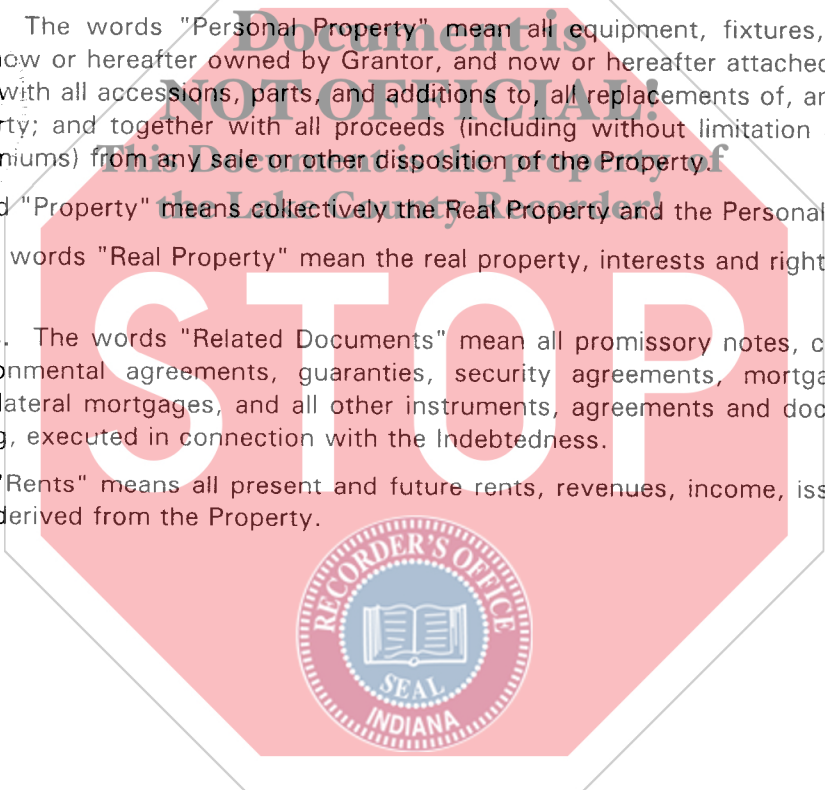 The words "Personal Property" mean all equipment, fixtures,
now or hereafter owned by Grantor, and now or hereafter attached
with all accessions, parts, and additions to, all replacements of, an
rty; and together with all proceeds (including without limitation
niums) from any sale or other disposition of the Property.
d "Property" means collectively the Real Property and the Personal
words "Real Property" mean the real property, interests and right
. The words "Related Documents" mean all promissory notes, c
onmental agreements, guaranties, security agreements, mortga
lateral mortgages, and all other instruments, agreements and doc
g, executed in connection with the Indebtedness.
"Rents" means all present and future rents, revenues, income, iss
derived from the Property.
Document is
NOT OFFICIAL!
This Document is the property of
the Lake County Recorder!
STOP
RECORDER'S OFFICE
SEAL
INDIANA